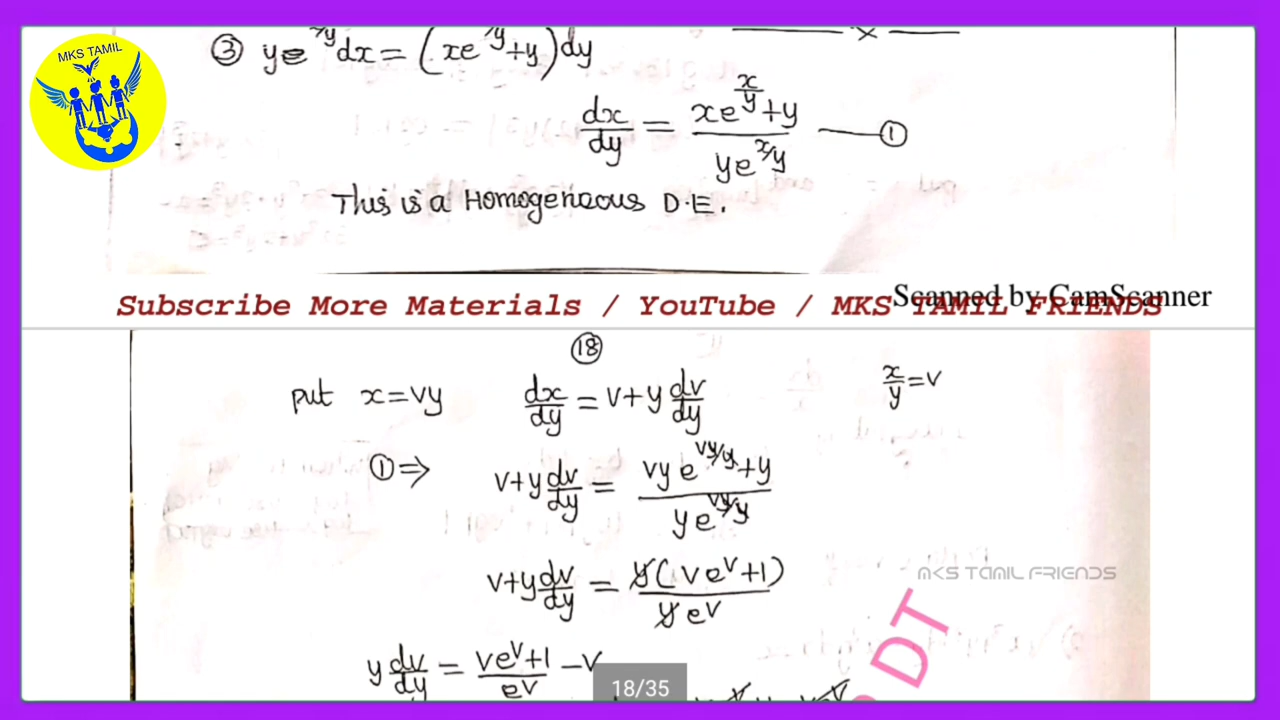 MKS TAMIL
③ ye^x/y dx = (xe^x/y + y) dy
x
dx/dy = (xe^(x/y) + y)/(ye^(x/y)) — ①
This is a Homogeneous D.E.
Subscribe More Materials / YouTube / MKS TAMIL FRIENDS
Scanned by CamScanner
⑱
put x = vy dx/dy = v + y dv/dy x/y = v
① ⇒ v + y dv/dy = (vy e^(vy/y) + y)/(y e^(vy/y))
v + y dv/dy = y(ve^v + 1)/(y e^v)
MKS TAMIL FRIENDS
y dv/dy = (ve^v + 1)/e^v − v
DT
18/35